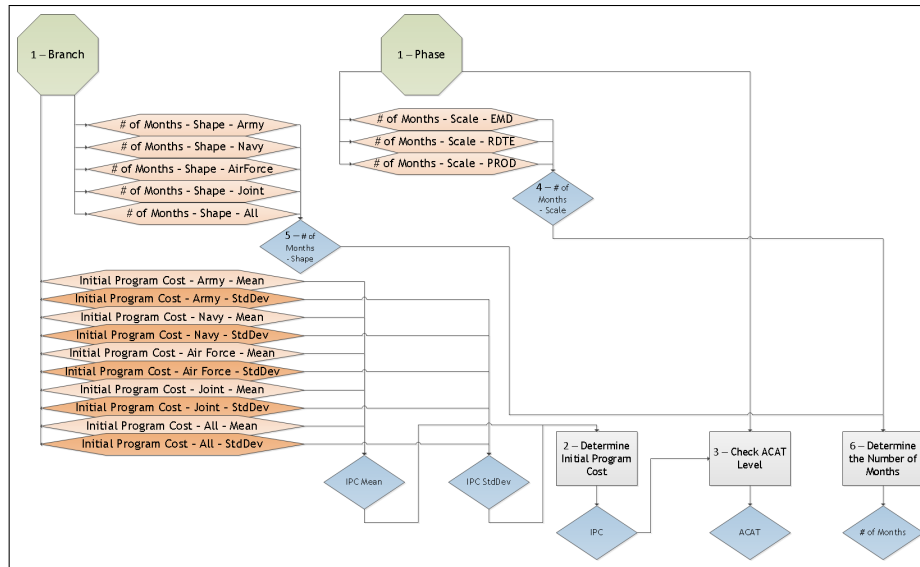 1 – Branch
1 – Phase
# of Months - Shape - Army
# of Months - Shape - Navy
# of Months - Shape - AirForce
# of Months - Shape - Joint
# of Months - Shape - All
# of Months - Scale - EMD
# of Months - Scale - RDTE
# of Months - Scale - PROD
4 – # of
Months
- Scale
5 – # of
Months
- Shape
Initial Program Cost - Army - Mean
Initial Program Cost - Army - StdDev
Initial Program Cost - Navy - Mean
Initial Program Cost - Navy - StdDev
Initial Program Cost - Air Force - Mean
Initial Program Cost - Air Force - StdDev
Initial Program Cost - Joint - Mean
Initial Program Cost - Joint - StdDev
Initial Program Cost - All - Mean
Initial Program Cost - All - StdDev
2 – Determine
Initial Program
Cost
3 – Check ACAT
Level
6 – Determine
the Number of
Months
IPC Mean
IPC StdDev
IPC
ACAT
# of Months